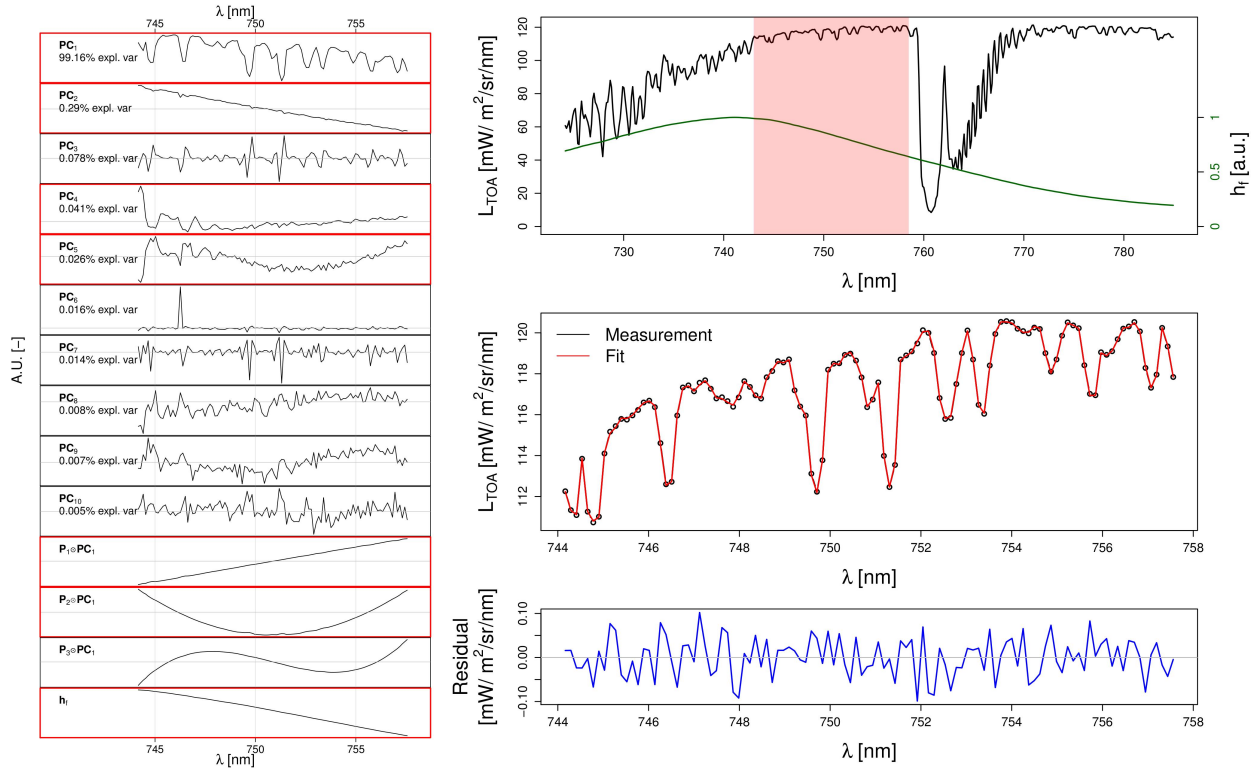 λ [nm]
745 750 755
PC1
99.16% expl. var
PC2
0.29% expl. var
PC3
0.078% expl. var
PC4
0.041% expl. var
PC5
0.026% expl. var
PC6
0.016% expl. var
PC7
0.014% expl. var
PC8
0.008% expl. var
PC9
0.007% expl. var
PC10
0.005% expl. var
P1⊙PC1
P2⊙PC1
P3⊙PC1
hf
A.U. [–]
745 750 755
λ [nm]
LTOA [mW/ m²/sr/nm]
120
100
80
60
40
20
0
1
0.5
0
hf [a.u.]
730 740 750 760 770 780
λ [nm]
LTOA [mW/ m²/sr/nm]
120
118
116
114
112
Measurement
Fit
744 746 748 750 752 754 756 758
λ [nm]
Residual
[mW/ m²/sr/nm]
0.10
0.00
−0.10
744 746 748 750 752 754 756 758
λ [nm]